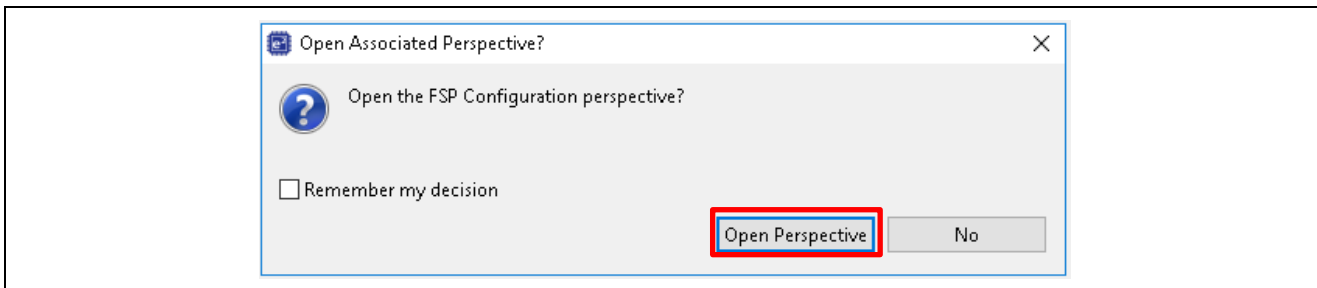 Open Associated Perspective?
Open the FSP Configuration perspective?
Remember my decision
Open Perspective No